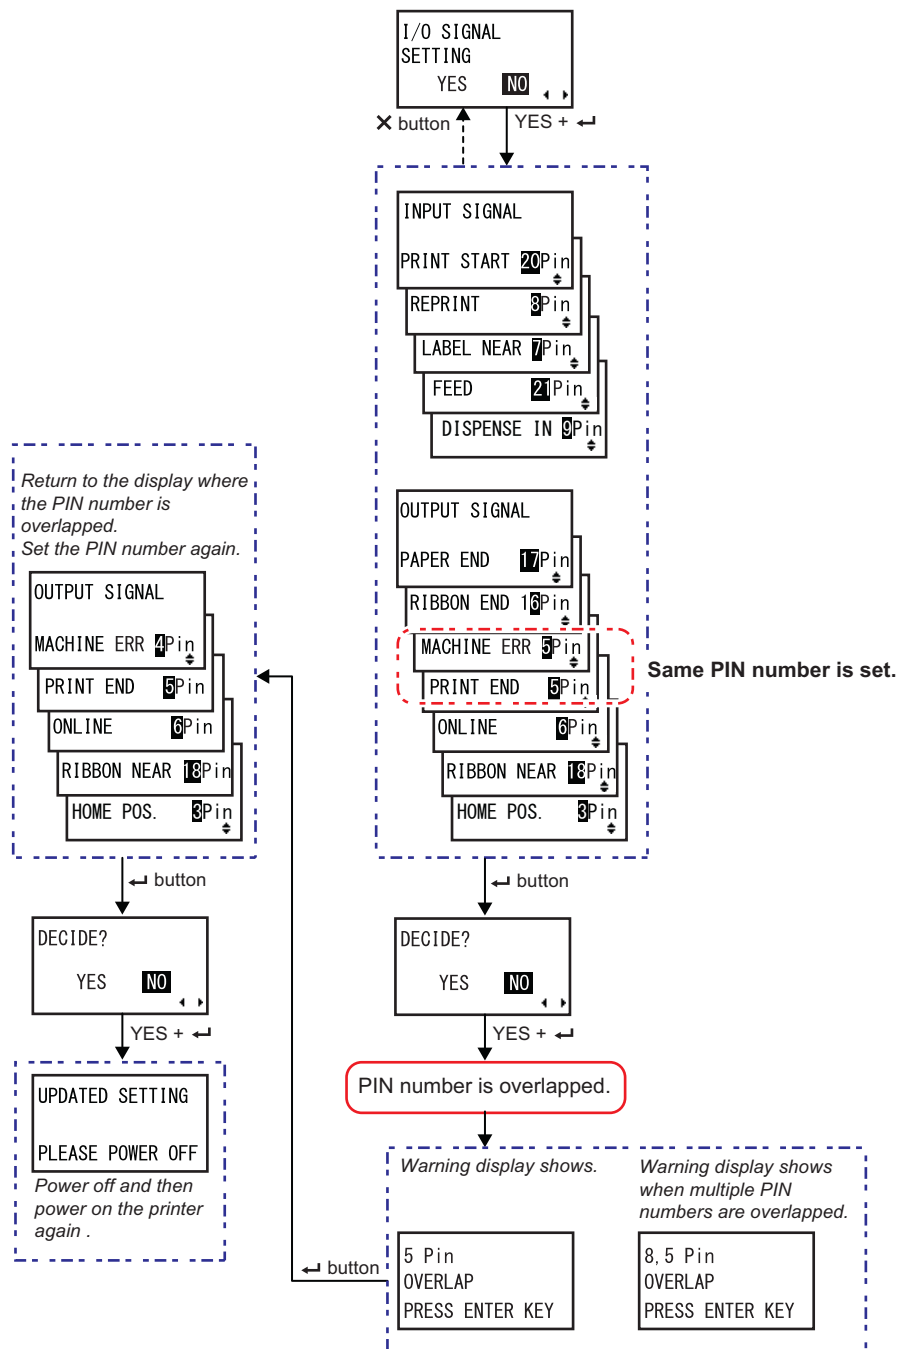 I/O SIGNAL
SETTING
YES NO
✕ button
YES + ↵
INPUT SIGNAL
PRINT START 20Pin
REPRINT 8Pin
LABEL NEAR 7Pin
FEED 21Pin
DISPENSE IN 9Pin
OUTPUT SIGNAL
PAPER END 17Pin
RIBBON END 16Pin
MACHINE ERR 5Pin
PRINT END 5Pin
ONLINE 6Pin
RIBBON NEAR 18Pin
HOME POS. 3Pin
Same PIN number is set.
↵ button
DECIDE?
YES NO
YES + ↵
PIN number is overlapped.
Warning display shows.
5 Pin
OVERLAP
PRESS ENTER KEY
Warning display shows
when multiple PIN
numbers are overlapped.
8,5 Pin
OVERLAP
PRESS ENTER KEY
↵ button
Return to the display where
the PIN number is
overlapped.
Set the PIN number again.
OUTPUT SIGNAL
MACHINE ERR 4Pin
PRINT END 5Pin
ONLINE 6Pin
RIBBON NEAR 18Pin
HOME POS. 3Pin
↵ button
DECIDE?
YES NO
YES + ↵
UPDATED SETTING
PLEASE POWER OFF
Power off and then
power on the printer
again .